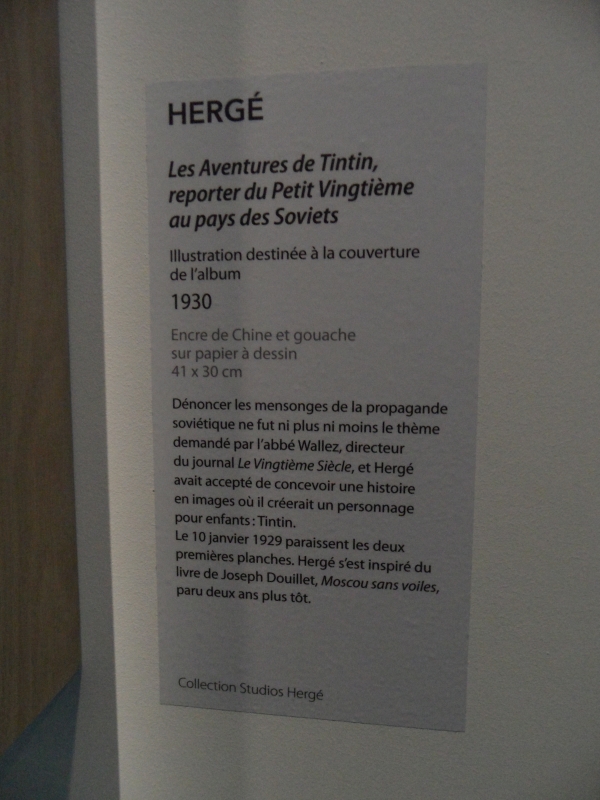 HERGÉ
Les Aventures de Tintin,
reporter du Petit Vingtième
au pays des Soviets
Illustration destinée à la couverture
de l'album
1930
Encre de Chine et gouache
sur papier à dessin
41 x 30 cm
Dénoncer les mensonges de la propagande
soviétique ne fut ni plus ni moins le thème
demandé par l'abbé Wallez, directeur
du journal Le Vingtième Siècle, et Hergé
avait accepté de concevoir une histoire
en images où il créerait un personnage
pour enfants : Tintin.
Le 10 janvier 1929 paraissent les deux
premières planches. Hergé s'est inspiré du
livre de Joseph Douillet, Moscou sans voiles,
paru deux ans plus tôt.
Collection Studios Hergé